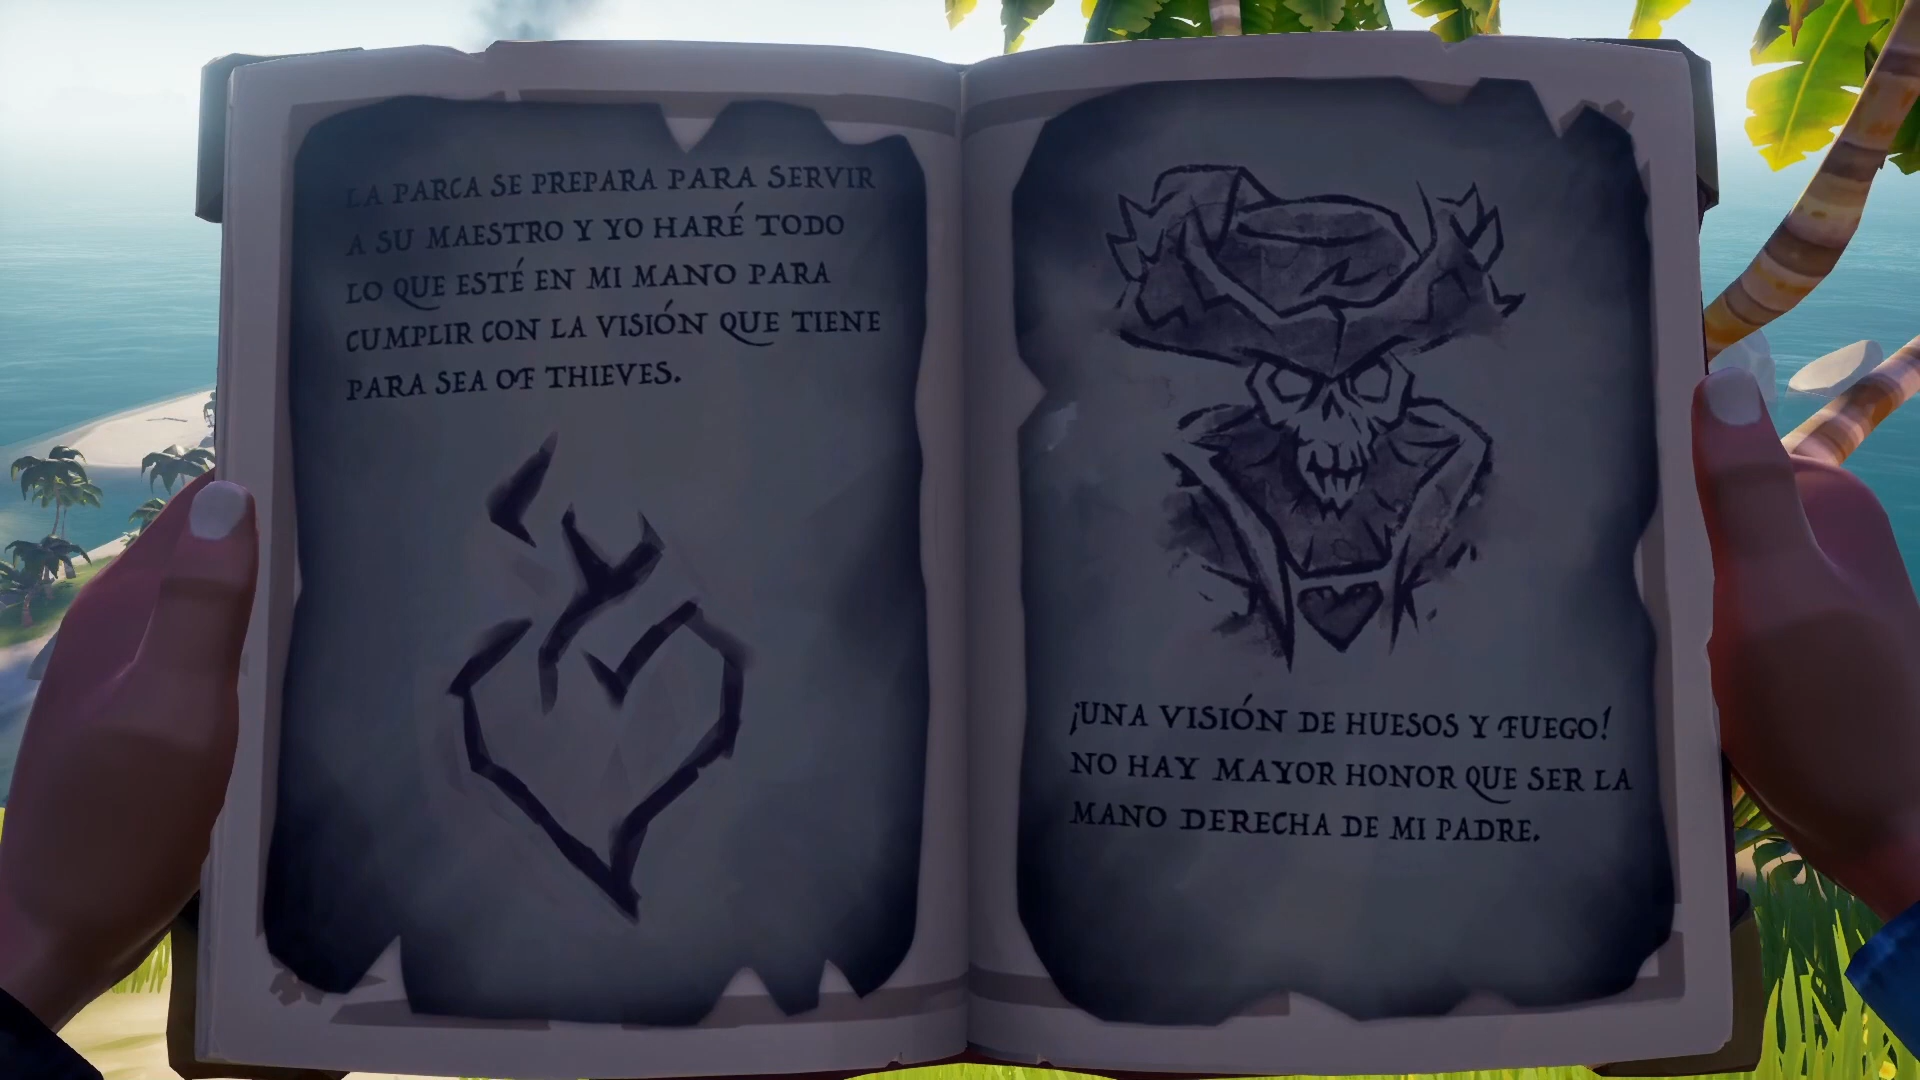 LA PARCA SE PREPARA PARA SERVIR
A SU MAESTRO Y YO HARÉ TODO
LO QUE ESTÉ EN MI MANO PARA
CUMPLIR CON LA VISIÓN QUE TIENE
PARA SEA OF THIEVES.
¡UNA VISIÓN DE HUESOS Y FUEGO!
NO HAY MAYOR HONOR QUE SER LA
MANO DERECHA DE MI PADRE.